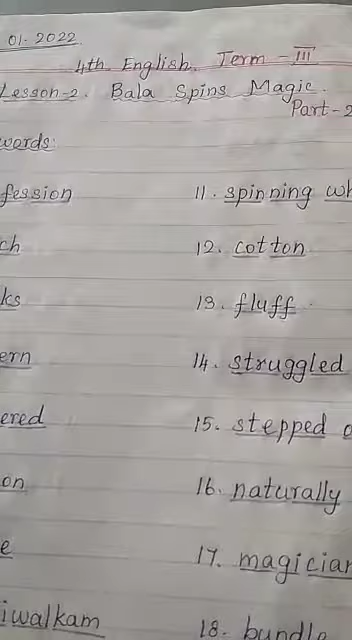 01.2022
4th English. Term - III
Lesson-2. Bala Spins Magic.
Part-2
words:
fession 11. spinning wh
ch 12. cotton
ks 13. fluff
ern 14. struggled
ered 15. stepped o
on 16. naturally
e 17. magician
iwalkam 18. bundle